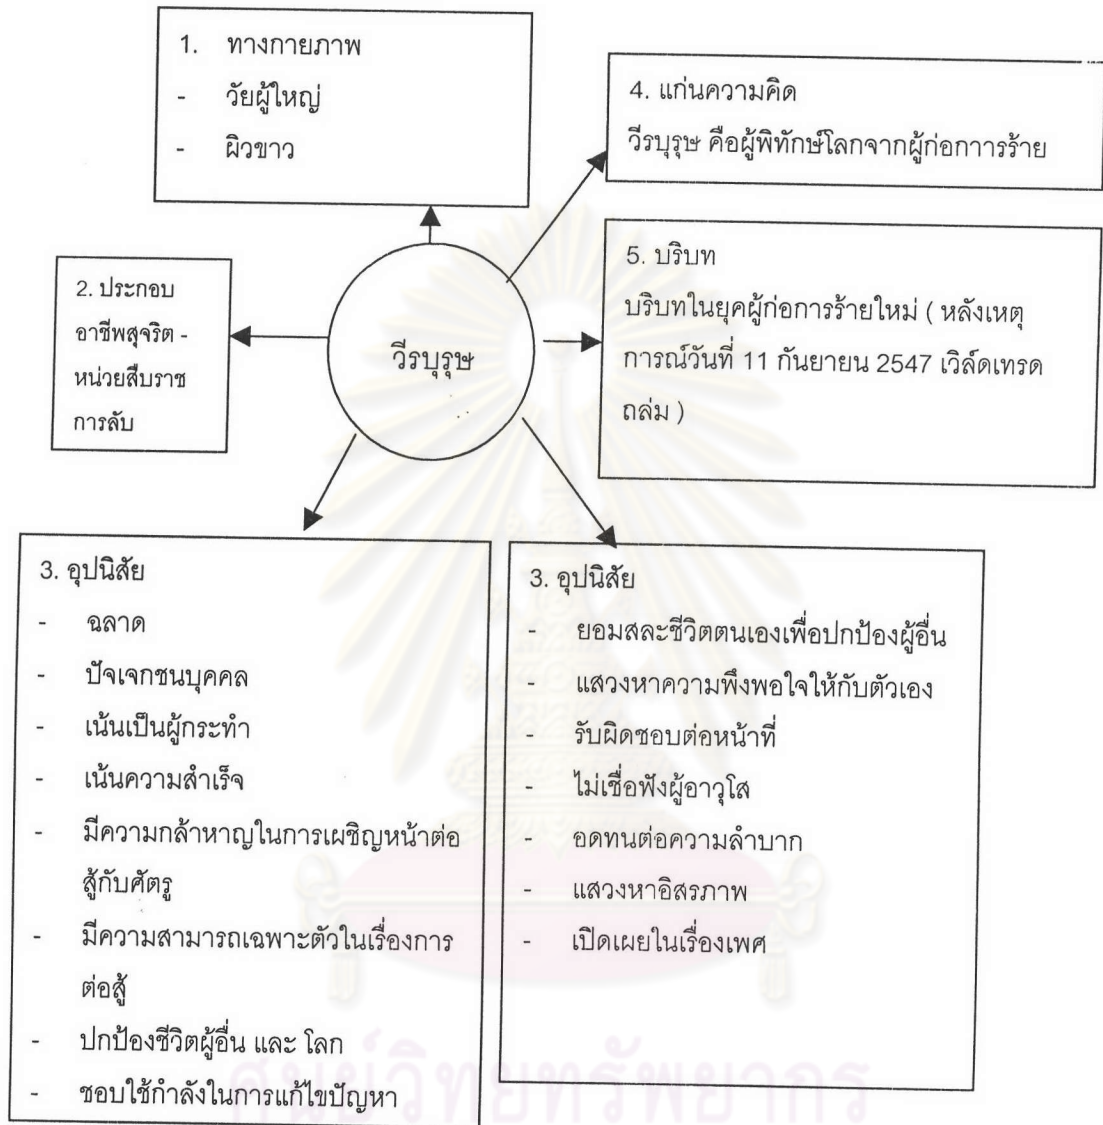 1. ทางกายภาพ
- วัยผู้ใหญ่
- ผิวขาว
4. แก่นความคิด
วีรบุรุษ คือผู้พิทักษ์โลกจากผู้ก่อกาารร้าย
2. ประกอบ
อาชีพสุจริต -
หน่วยสืบราช
การลับ
วีรบุรุษ
5. บริบท
บริบทในยุคผู้ก่อการร้ายใหม่ ( หลังเหตุ
การณ์วันที่ 11 กันยายน 2547 เวิล์ดเทรด
ถล่ม )
3. อุปนิสัย
- ฉลาด
- ปัจเจกชนบุคคล
- เน้นเป็นผู้กระทำ
- เน้นความสำเร็จ
- มีความกล้าหาญในการเผชิญหน้าต่อ
สู้กับศัตรู
- มีความสามารถเฉพาะตัวในเรื่องการ
ต่อสู้
- ปกป้องชีวิตผู้อื่น และ โลก
- ชอบใช้กำลังในการแก้ไขปัญหา
3. อุปนิสัย
- ยอมสละชีวิตตนเองเพื่อปกป้องผู้อื่น
- แสวงหาความพึงพอใจให้กับตัวเอง
- รับผิดชอบต่อหน้าที่
- ไม่เชื่อฟังผู้อาวุโส
- อดทนต่อความลำบาก
- แสวงหาอิสรภาพ
- เปิดเผยในเรื่องเพศ
ศูนย์วิทยทรัพยากร